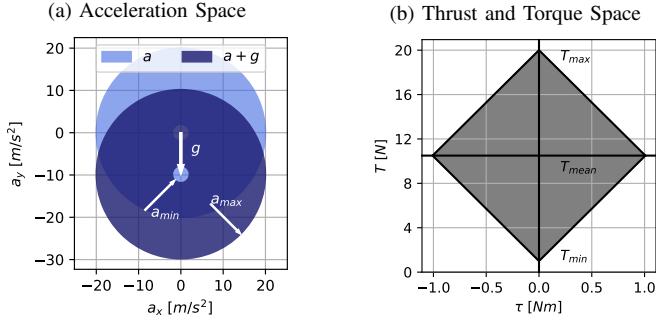 (a) Acceleration Space
(b) Thrust and Torque Space
a
a + g
g
a_min
a_max
20
10
0
−10
−20
−30
a_y [m/s²]
−20
−10
0
10
20
a_x [m/s²]
T_max
T_mean
T_min
20
16
12
8
4
0
T [N]
−1.0
−0.5
0.0
0.5
1.0
τ [Nm]